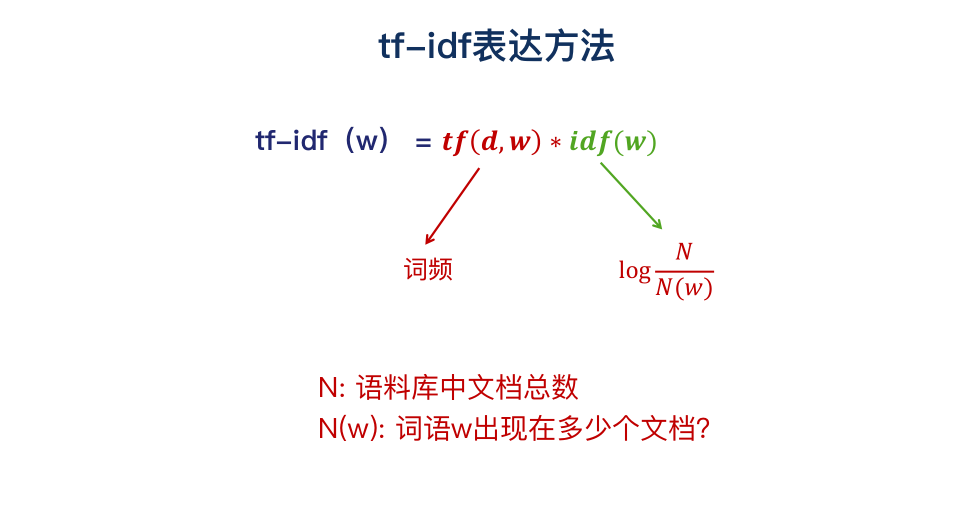 tf-idf表达方法
tf-idf（w） = tf(d,w) * idf(w)
词频
log N/N(w)
N: 语料库中文档总数
N(w): 词语w出现在多少个文档?